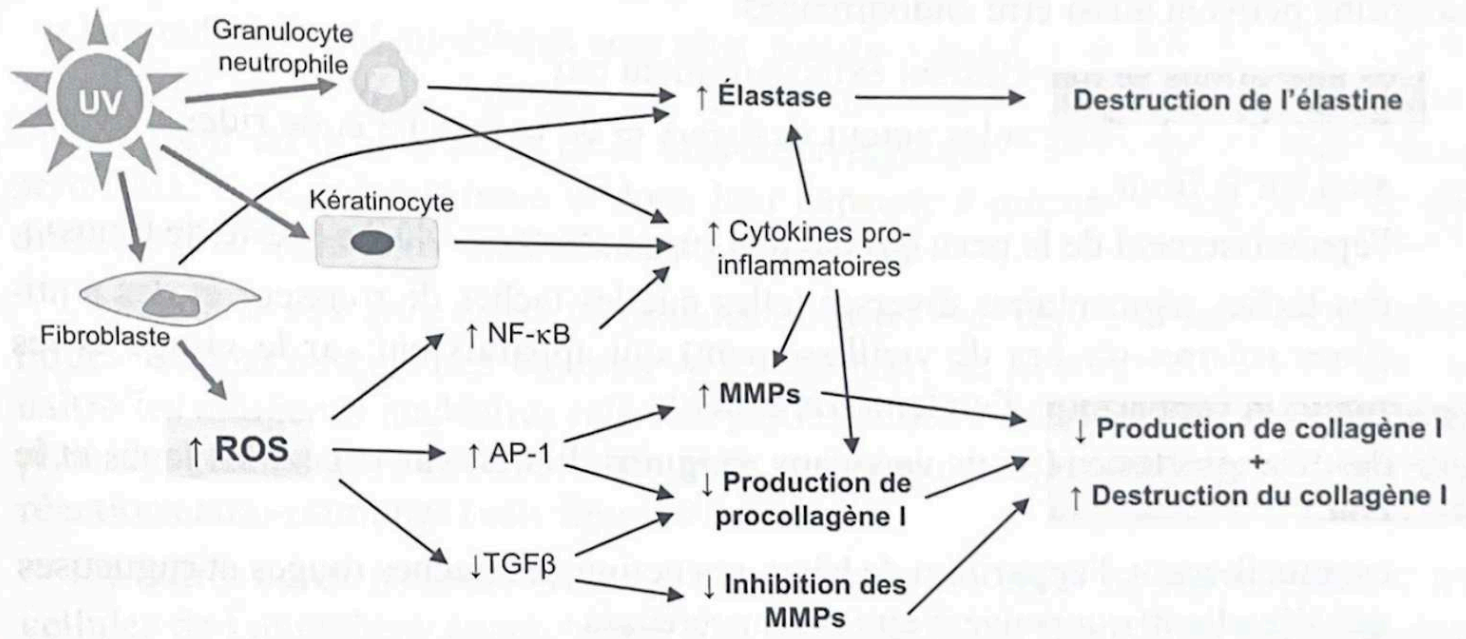 Granulocyte
neutrophile
UV
↑ Élastase
Destruction de l'élastine
Kératinocyte
↑ Cytokines pro-
inflammatoires
Fibroblaste
↑ NF-κB
↑ MMPs
↑ ROS
↑ AP-1
↓ Production de collagène I
+
↑ Destruction du collagène I
↓ Production de
procollagène I
↓TGFβ
↓ Inhibition des
MMPs